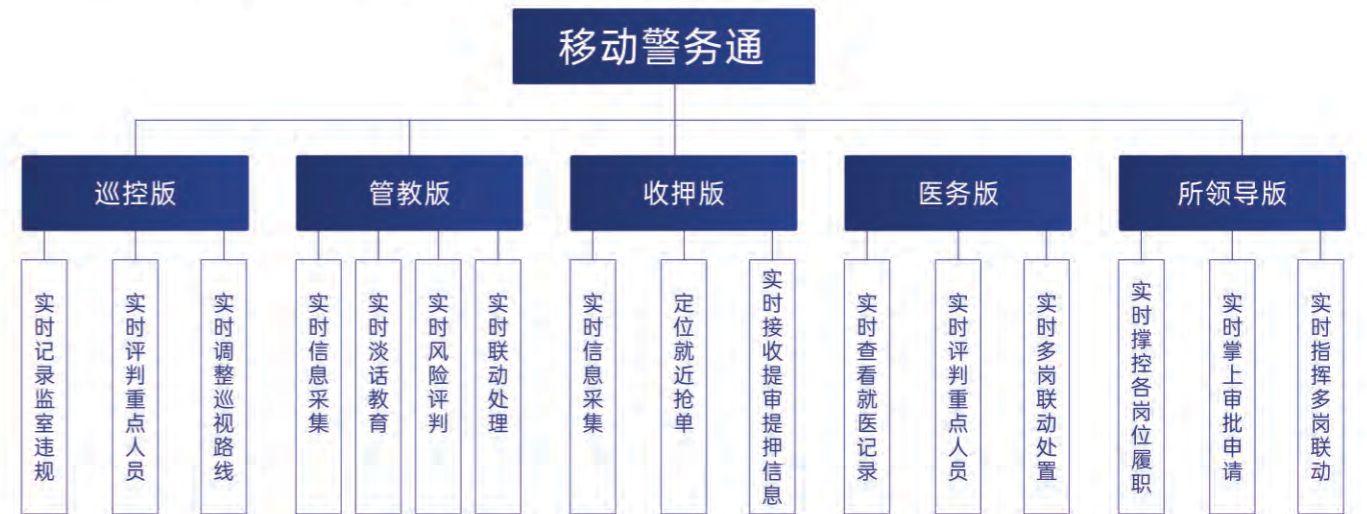 移动警务通
巡控版
管教版
收押版
医务版
所领导版
实时记录监室违规
实时评判重点人员
实时调整巡视路线
实时信息采集
实时淡话教育
实时风险评判
实时联动处理
实时信息采集
定位就近抢单
实时接收提审提押信息
实时查看就医记录
实时评判重点人员
实时多岗联动处置
实时撑控各岗位履职
实时掌上审批申请
实时指挥多岗联动